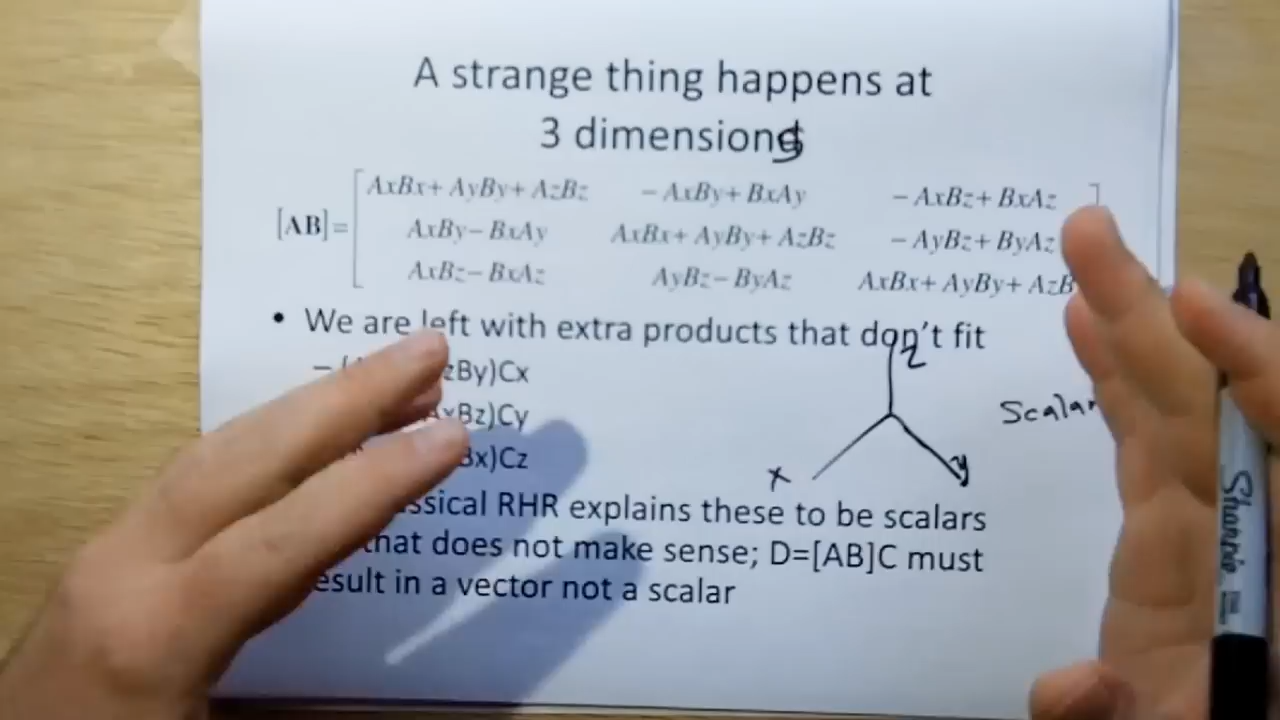 A strange thing happens at
3 dimensions
[AB]=
AxBx+ AyBy+ AzBz - AxBy+ BxAy - AxBz+ BxAz
AxBy- BxAy AxBx+ AyBy+ AzBz - AyBz+ ByAz
AxBz- BxAz AyBz- ByAz AxBx+ AyBy+ AzB
• We are left with extra products that don't fit
– ( zBy)Cx
xBz)Cy
Bx)Cz
z
x
y
Scalar
ssical RHR explains these to be scalars
that does not make sense; D=[AB]C must
esult in a vector not a scalar
Sharpie